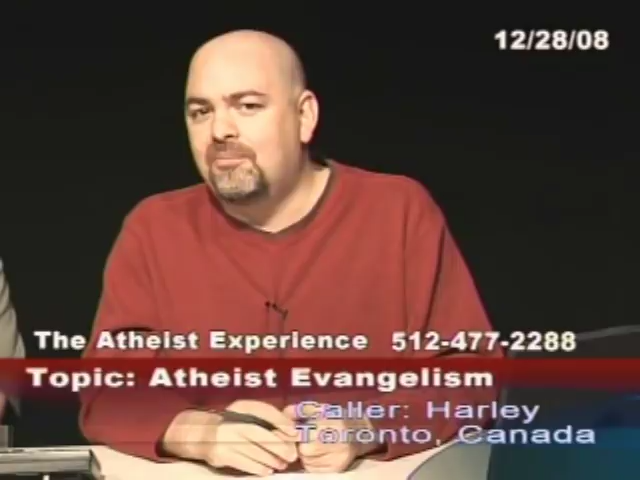 12/28/08
The Atheist Experience 512-477-2288
Topic: Atheist Evangelism
Caller: Harley
Toronto, Canada